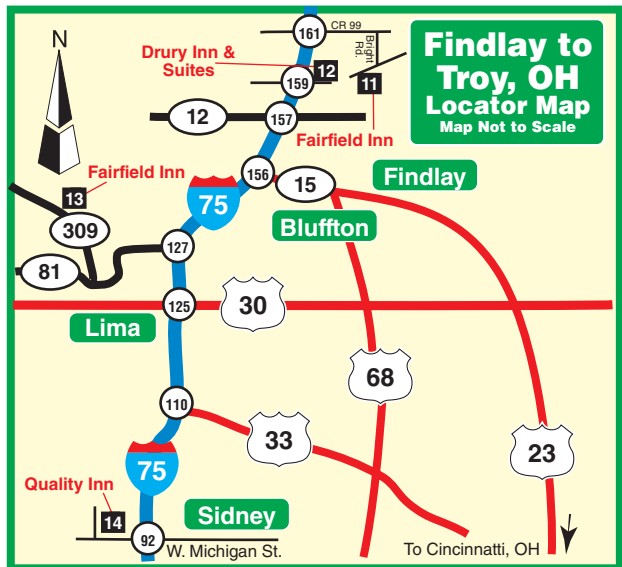 N
161
CR 99
Bright
Rd.
Findlay to
Troy, OH
Locator Map
Map Not to Scale
Drury Inn &
Suites
12
159
11
12
157
Fairfield Inn
156
15
Findlay
Fairfield Inn
13
75
Bluffton
309
127
81
125
30
Lima
68
110
33
23
75
Quality Inn
14
Sidney
92
W. Michigan St.
To Cincinnatti, OH